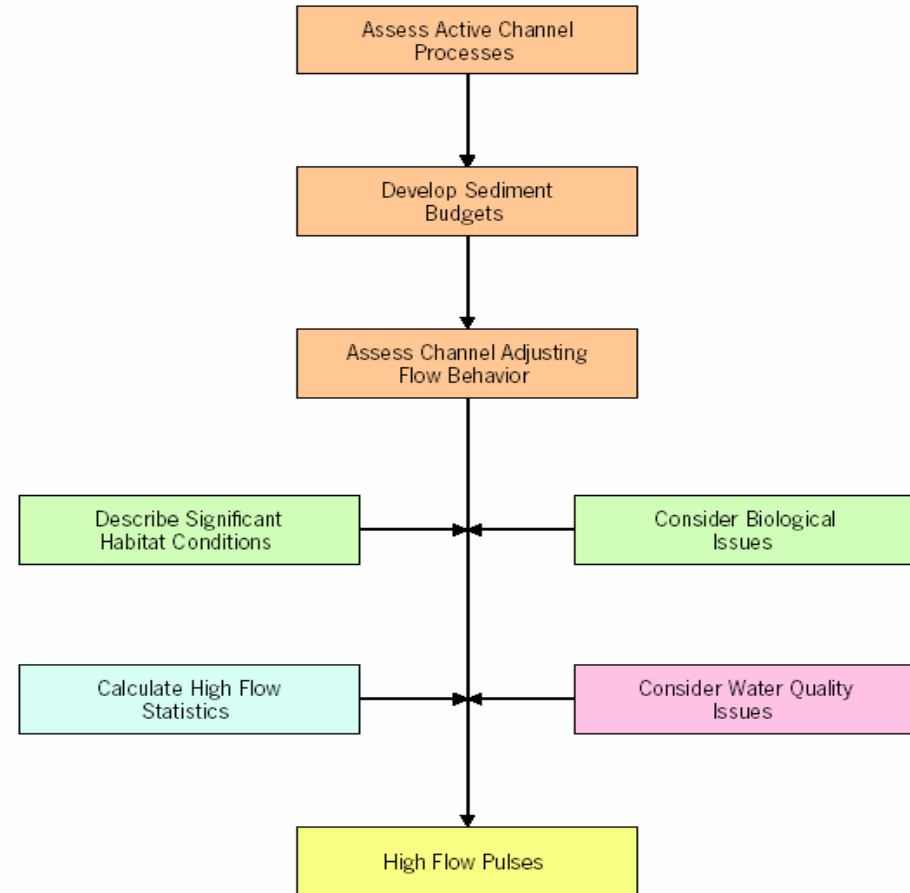 Assess Active Channel
Processes
Develop Sediment
Budgets
Assess Channel Adjusting
Flow Behavior
Describe Significant
Habitat Conditions
Consider Biological
Issues
Calculate High Flow
Statistics
Consider Water Quality
Issues
High Flow Pulses